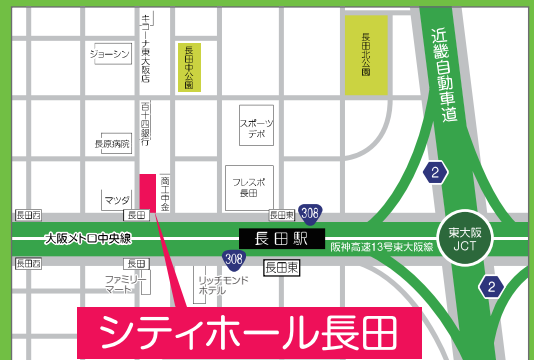 キコーナ東大阪店
ジョーシン
長田中公園
長田北公園
近畿自動車道
百十四銀行
スポーツ
デポ
長原病院
2
商工中金
フレスポ
長田
マツダ
長田西
長田
長田東
308
大阪メトロ中央線
長田駅
阪神高速13号東大阪線
東大阪
JCT
長田西
長田
308
長田東
ファミリー
マート
リッチモンド
ホテル
2
シティホール長田